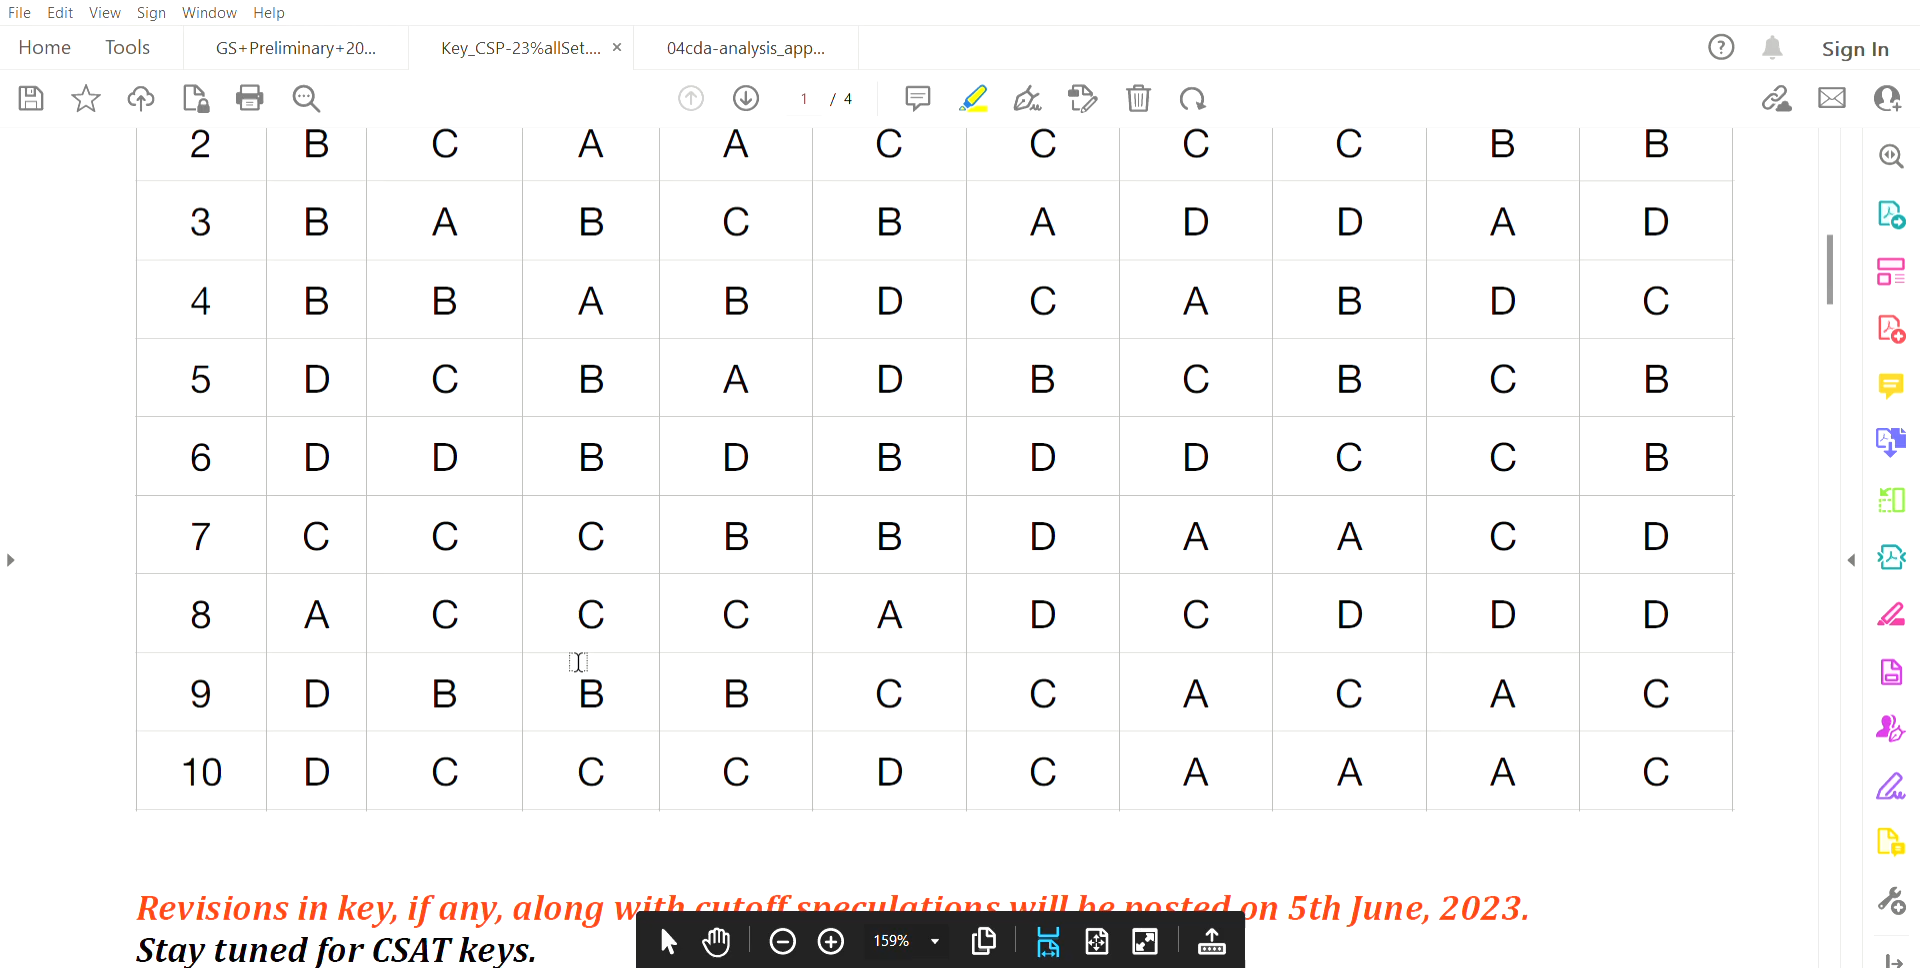 File Edit View Sign Window Help
Home Tools GS+Preliminary+20... Key_CSP-23%allSet.... × 04cda-analysis_app... Sign In
1 / 4
2 B C A A C C C C B B
3 B A B C B A D D A D
4 B B A B D C A B D C
5 D C B A D B C B C B
6 D D B D B D D C C B
7 C C C B B D A A C D
8 A C C C A D C D D D
9 D B B B C C A C A C
10 D C C C D C A A A C
Revisions in key, if any, along with cutoff speculations will be posted on 5th June, 2023.
Stay tuned for CSAT keys.
159%